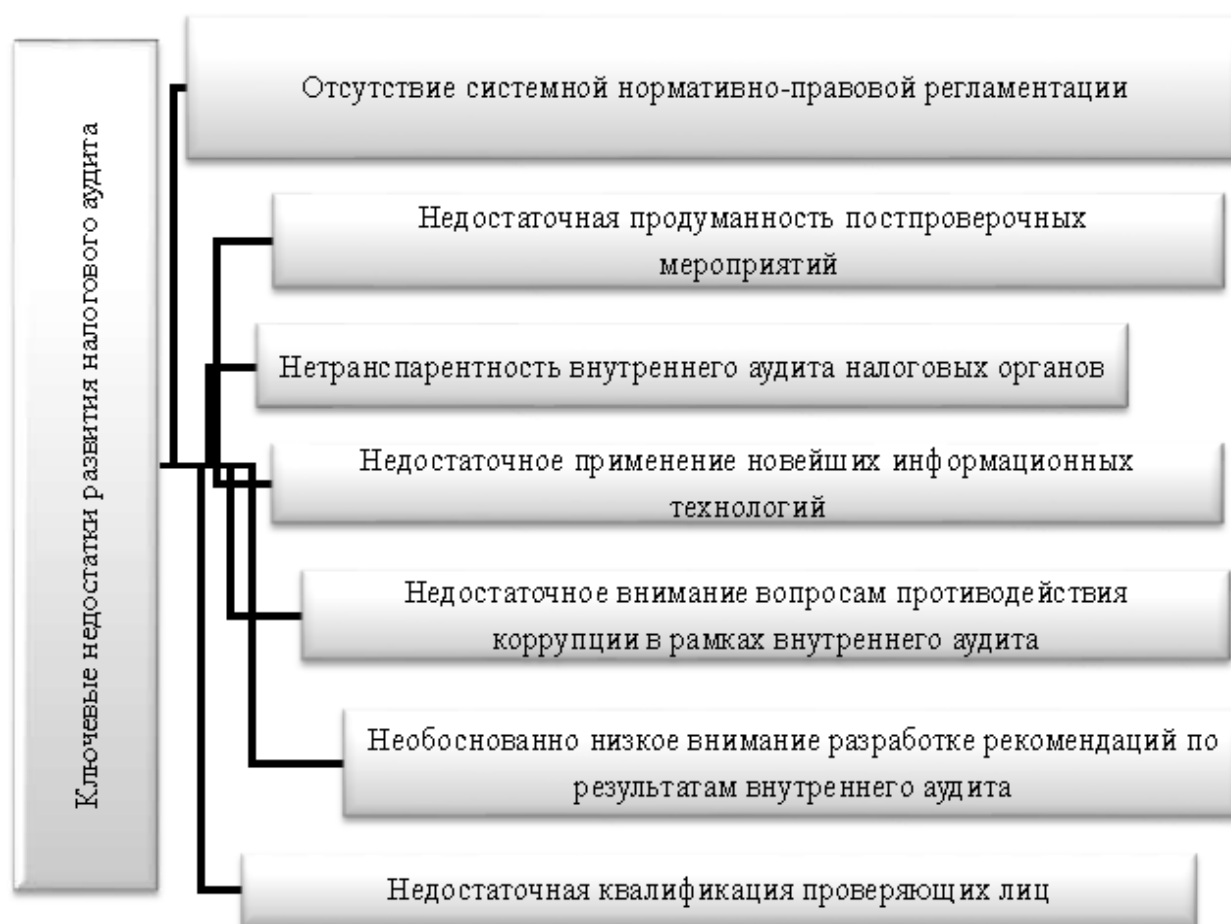 Ключевые недостатки развития налогового аудита
Отсутствие системной нормативно-правовой регламентации
Недостаточная продуманность постпроверочных
мероприятий
Нетранспарентность внутреннего аудита налоговых органов
Недостаточное применение новейших информационных
технологий
Недостаточное внимание вопросам противодействия
коррупции в рамках внутреннего аудита
Необоснованно низкое внимание разработке рекомендаций по
результатам внутреннего аудита
Недостаточная квалификация проверяющих лиц